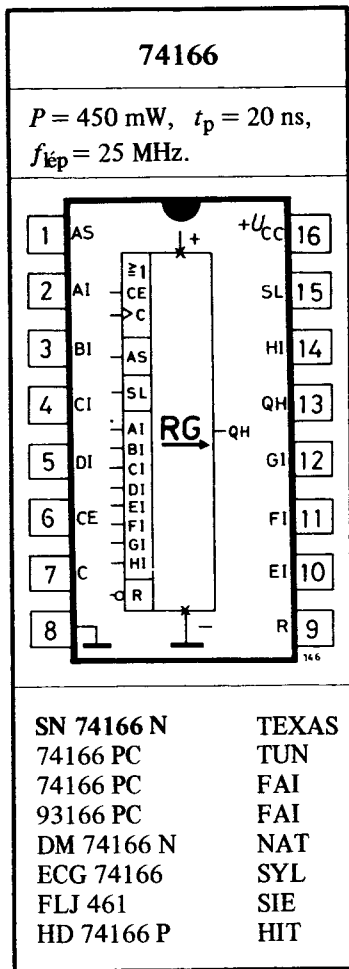 74166
P = 450 mW, tp = 20 ns,
flép = 25 MHz.
1 AS
+UCC 16
2 AI
SL 15
3 BI
HI 14
4 CI
QH 13
5 DI
GI 12
6 CE
FI 11
7 C
EI 10
8
R 9
+
≧1
CE
C
AS
SL
AI
BI
CI
DI
EI
FI
GI
HI
R
RG
QH
−
146
SN 74166 N TEXAS
74166 PC TUN
74166 PC FAI
93166 PC FAI
DM 74166 N NAT
ECG 74166 SYL
FLJ 461 SIE
HD 74166 P HIT